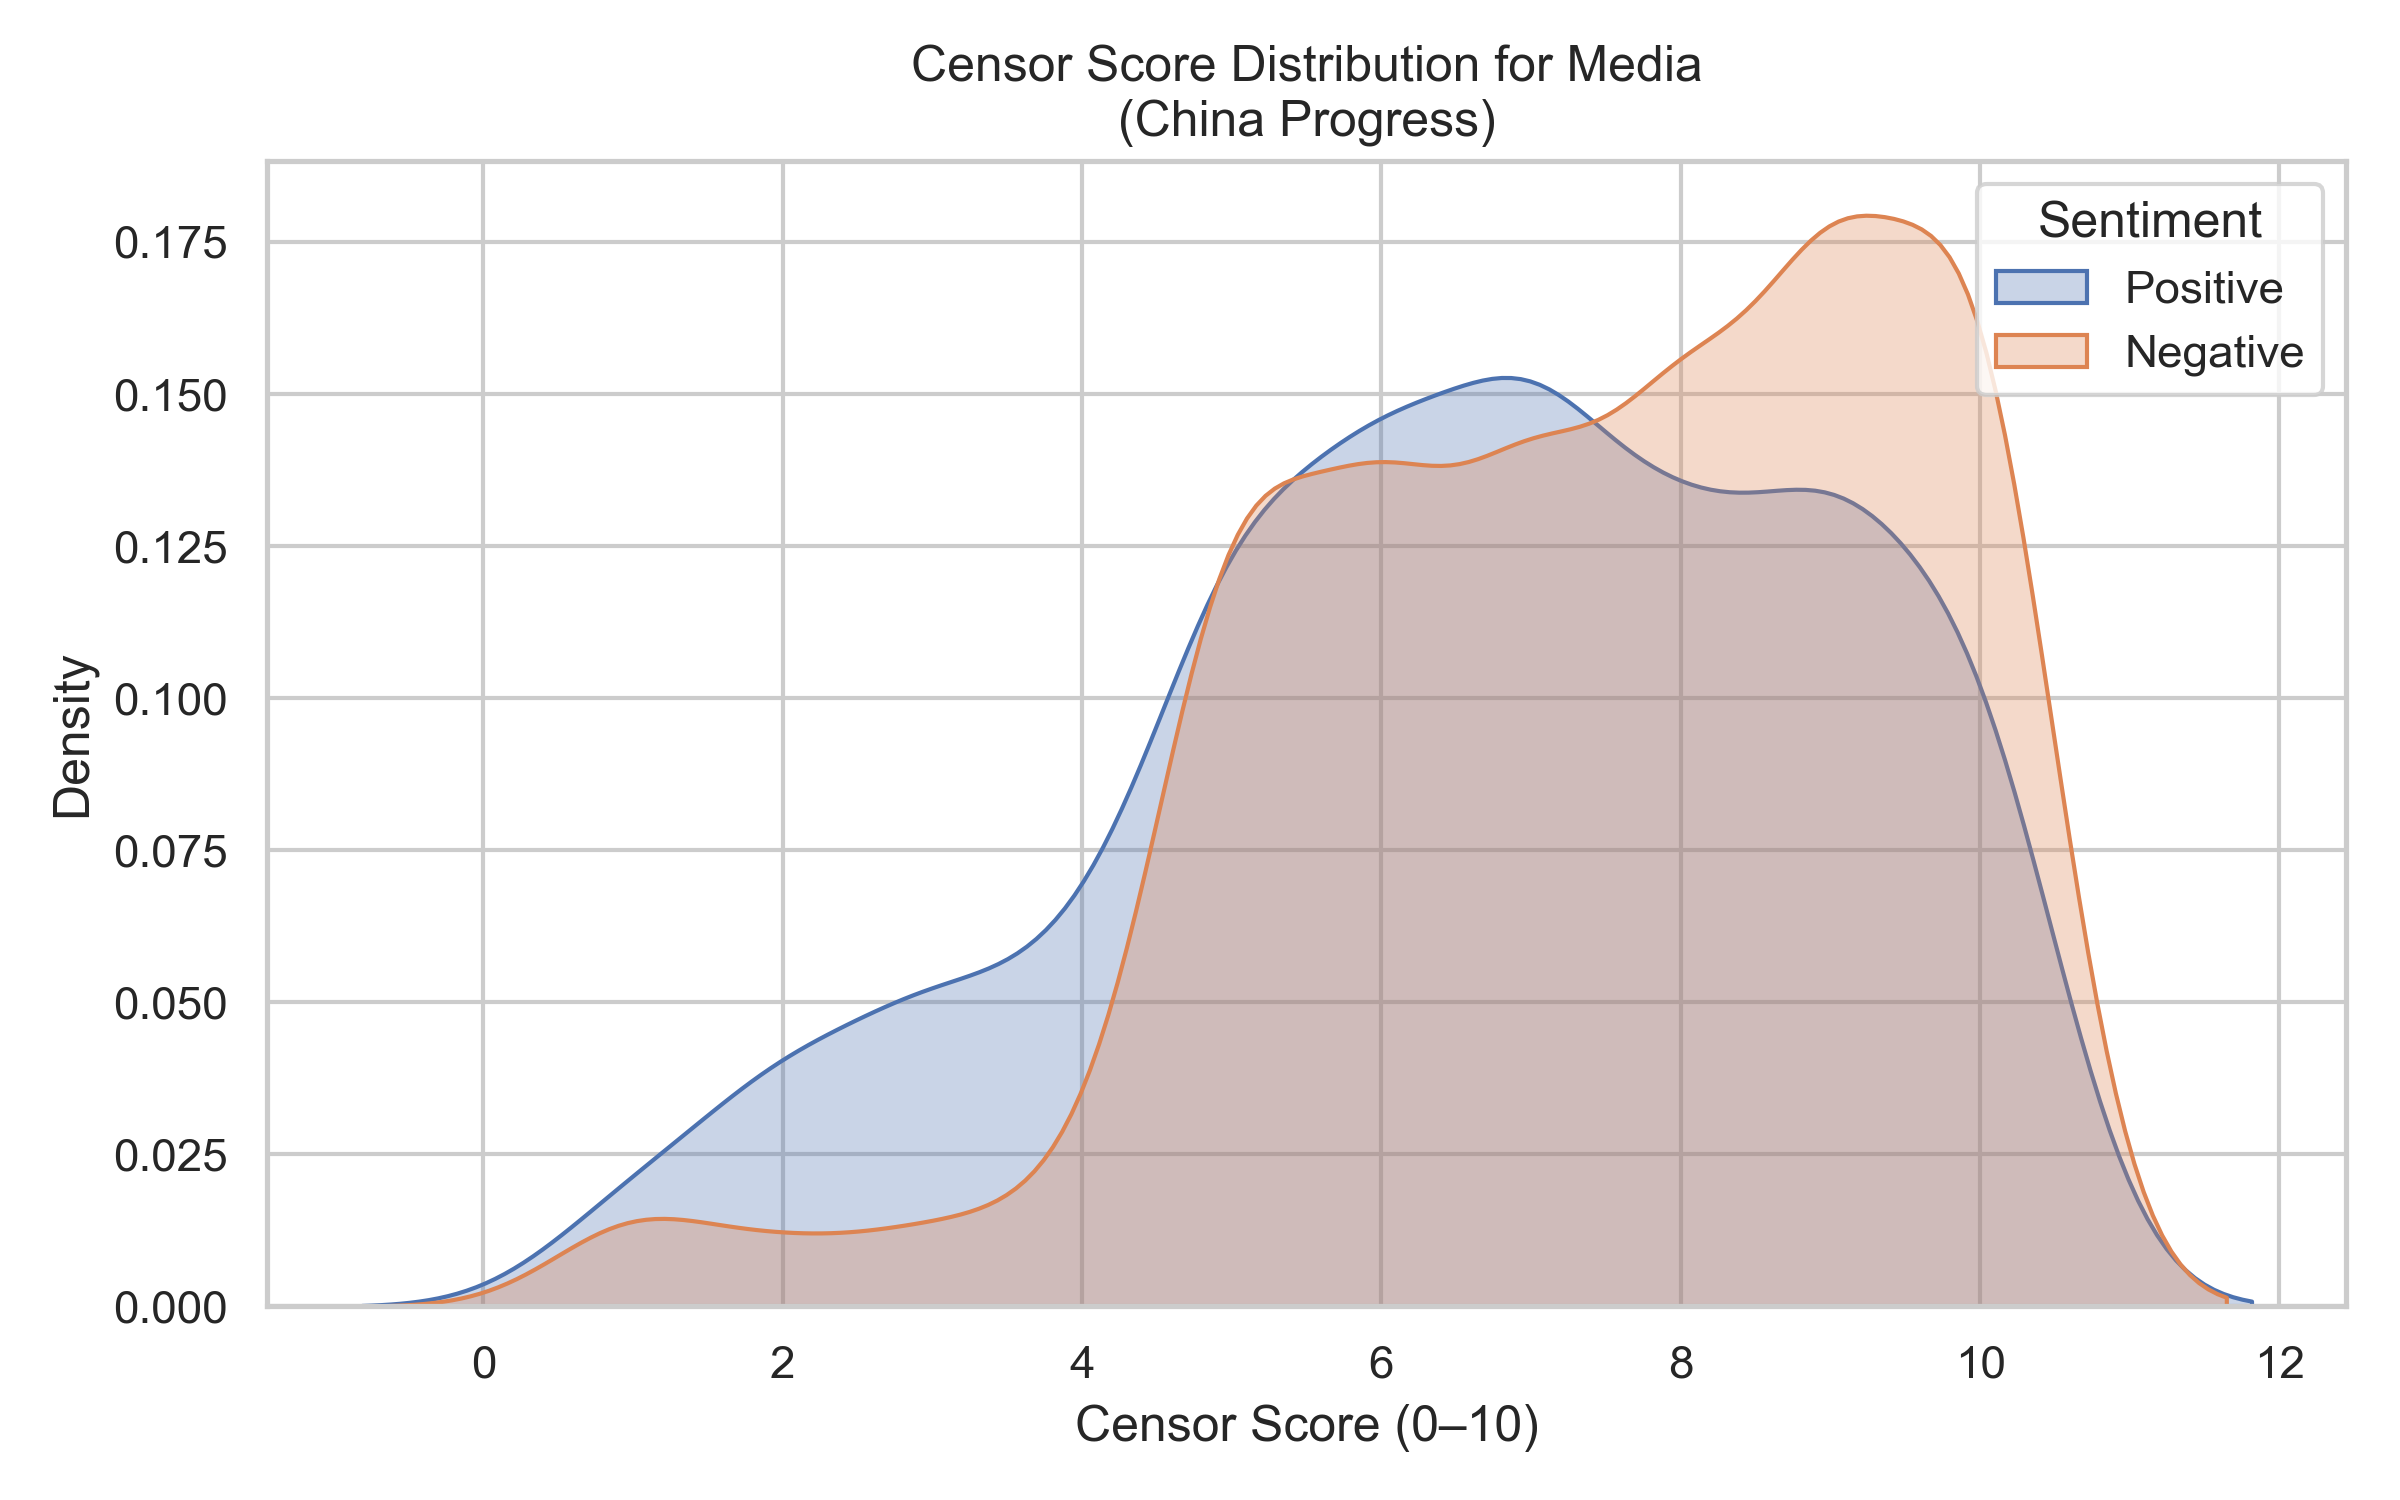 Censor Score Distribution for Media
(China Progress)
Sentiment
Positive
Negative
0.175
0.150
0.125
0.100
0.075
0.050
0.025
0.000
Density
0 2 4 6 8 10 12
Censor Score (0–10)